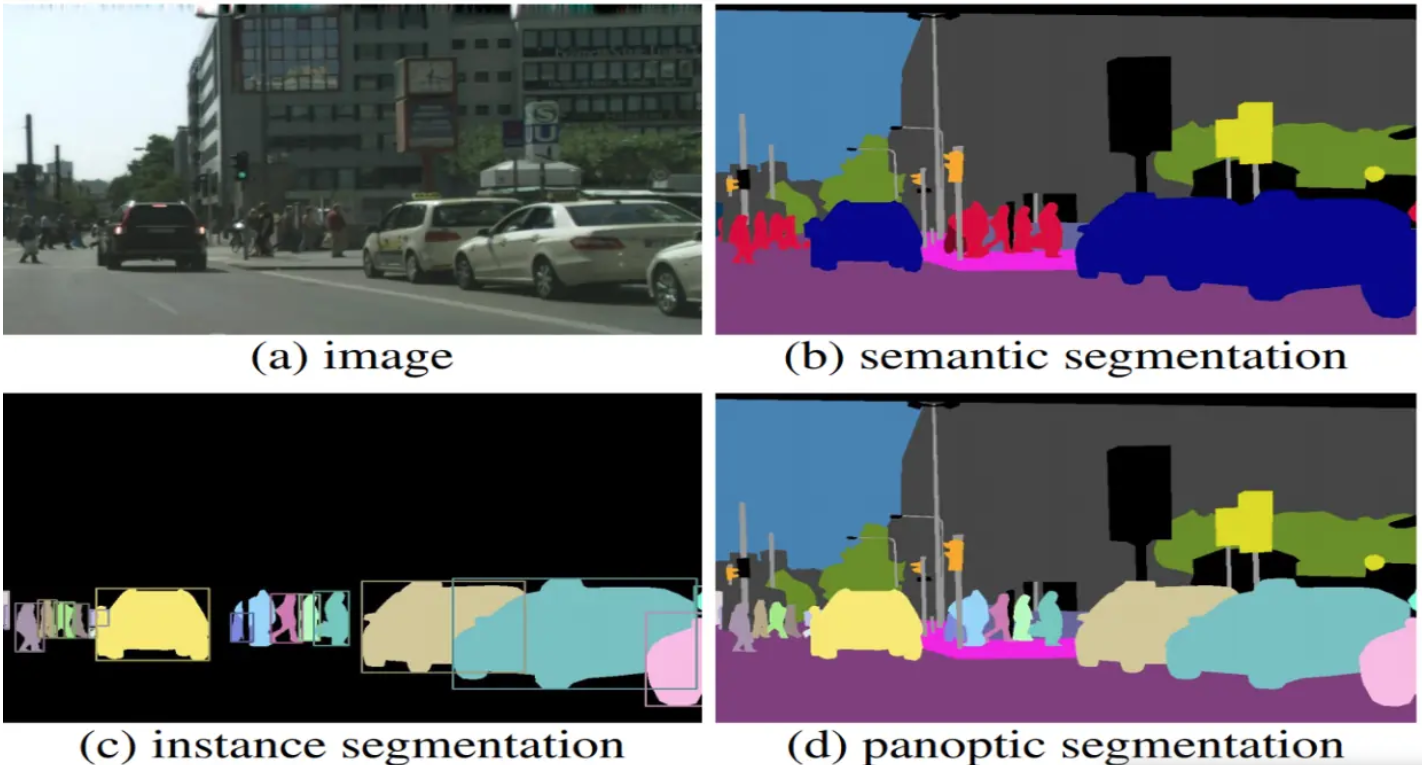 S
U
(a) image
(b) semantic segmentation
(c) instance segmentation
(d) panoptic segmentation